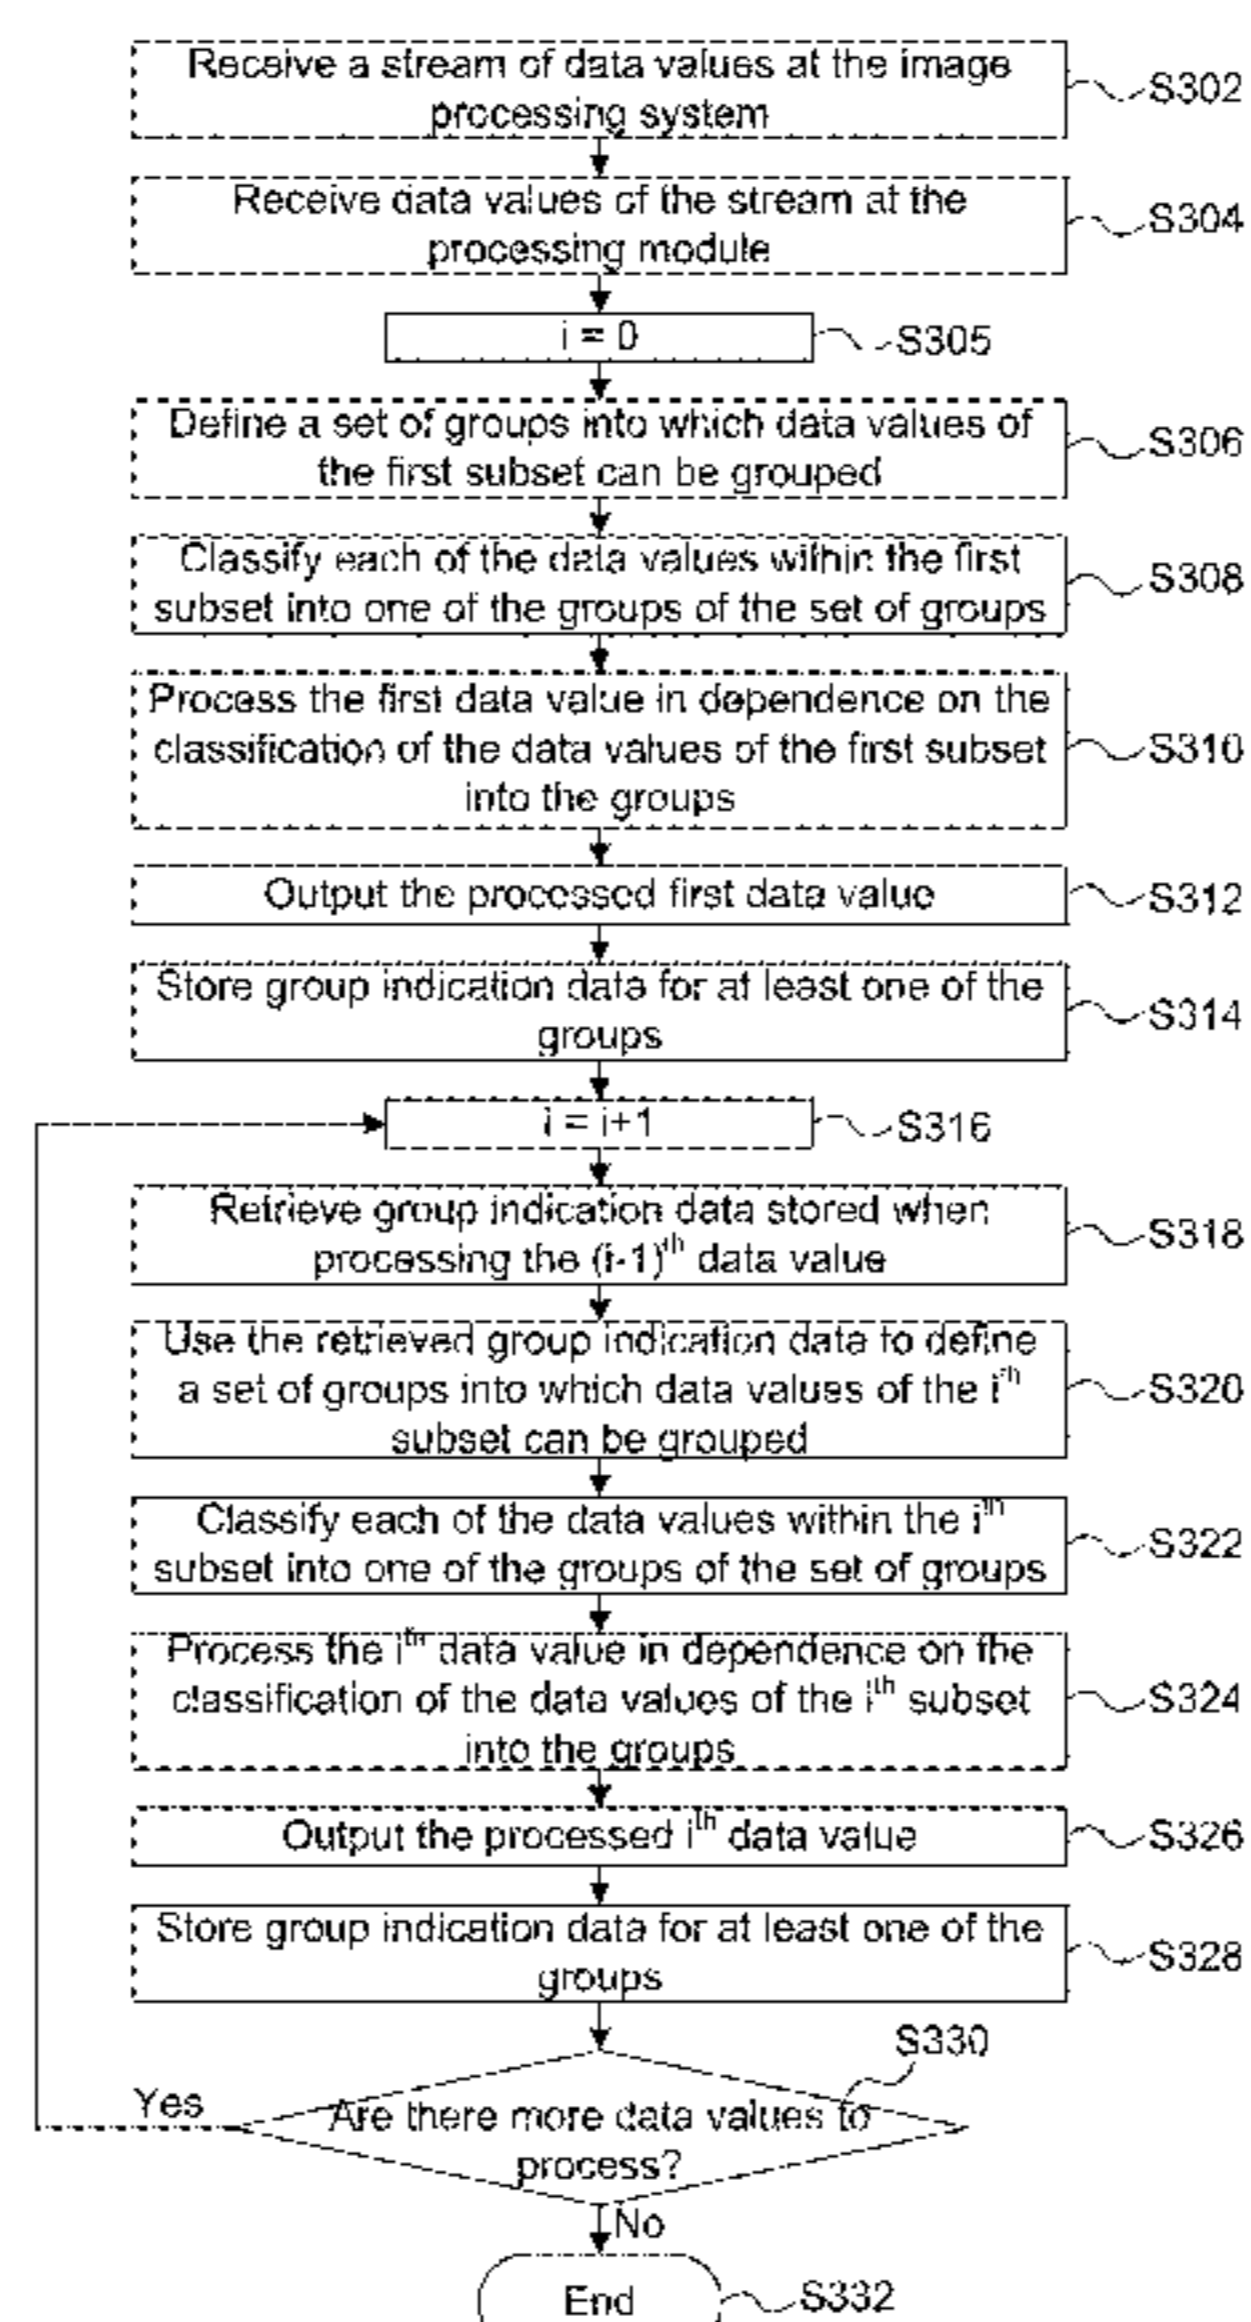 Receive a stream of data values at the image
processing system
S302
Receive data values of the stream at the
processing module
S304
i = 0
S305
Define a set of groups into which data values of
the first subset can be grouped
S306
Classify each of the data values within the first
subset into one of the groups of the set of groups
S308
Process the first data value in dependence on the
classification of the data values of the first subset
into the groups
S310
Output the processed first data value
S312
Store group indication data for at least one of the
groups
S314
i = i+1
S316
Retrieve group indication data stored when
processing the (i-1)th data value
S318
Use the retrieved group indication data to define
a set of groups into which data values of the ith
subset can be grouped
S320
Classify each of the data values within the ith
subset into one of the groups of the set of groups
S322
Process the ith data value in dependence on the
classification of the data values of the ith subset
into the groups
S324
Output the processed ith data value
S326
Store group indication data for at least one of the
groups
S328
S330
Yes
Are there more data values to
process?
No
End
S332